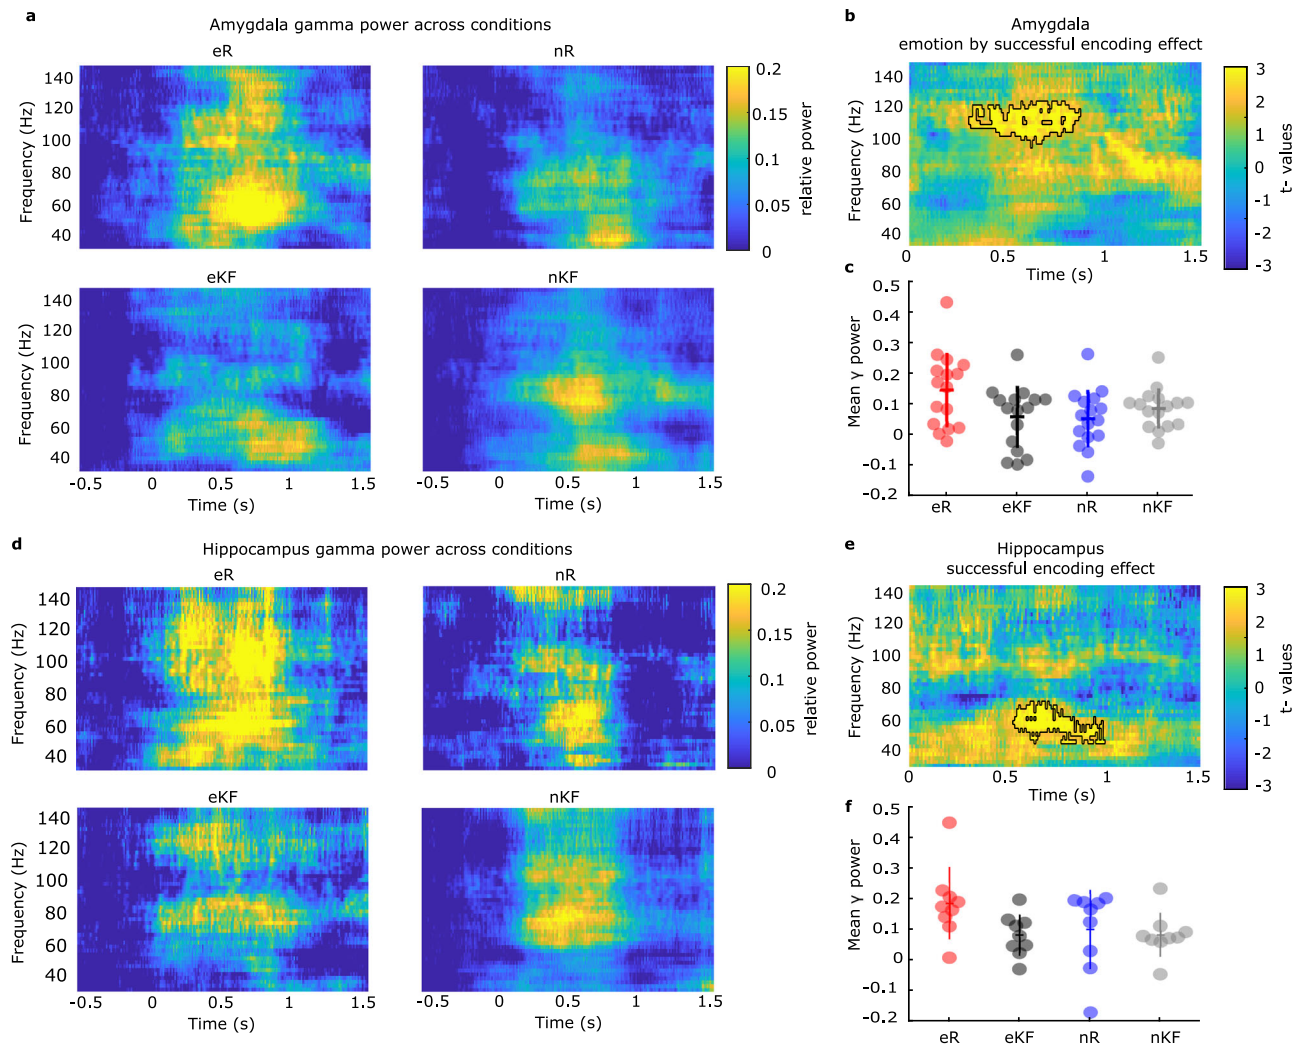 a
Amygdala gamma power across conditions
eR
nR
Frequency (Hz)
140
120
100
80
60
40
0.2
0.15
0.1
0.05
0
relative power
eKF
nKF
Frequency (Hz)
140
120
100
80
60
40
-0.5 0 0.5 1 1.5
Time (s)
-0.5 0 0.5 1 1.5
Time (s)
b
Amygdala
emotion by successful encoding effect
Frequency (Hz)
140
120
100
80
60
40
0 0.5 1 1.5
Time (s)
3
2
1
0
-1
-2
-3
t- values
c
Mean γ power
0.5
0.4
0.3
0.2
0.1
0
-0.1
-0.2
eR eKF nR nKF
d
Hippocampus gamma power across conditions
eR
nR
Frequency (Hz)
140
120
100
80
60
40
0.2
0.15
0.1
0.05
0
relative power
eKF
nKF
Frequency (Hz)
140
120
100
80
60
40
-0.5 0 0.5 1 1.5
Time (s)
-0.5 0 0.5 1 1.5
Time (s)
e
Hippocampus
successful encoding effect
Frequency (Hz)
140
120
100
80
60
40
0 0.5 1 1.5
Time (s)
3
2
1
0
-1
-2
-3
t- values
f
Mean γ power
0.5
0.4
0.3
0.2
0.1
0
-0.1
-0.2
eR eKF nR nKF